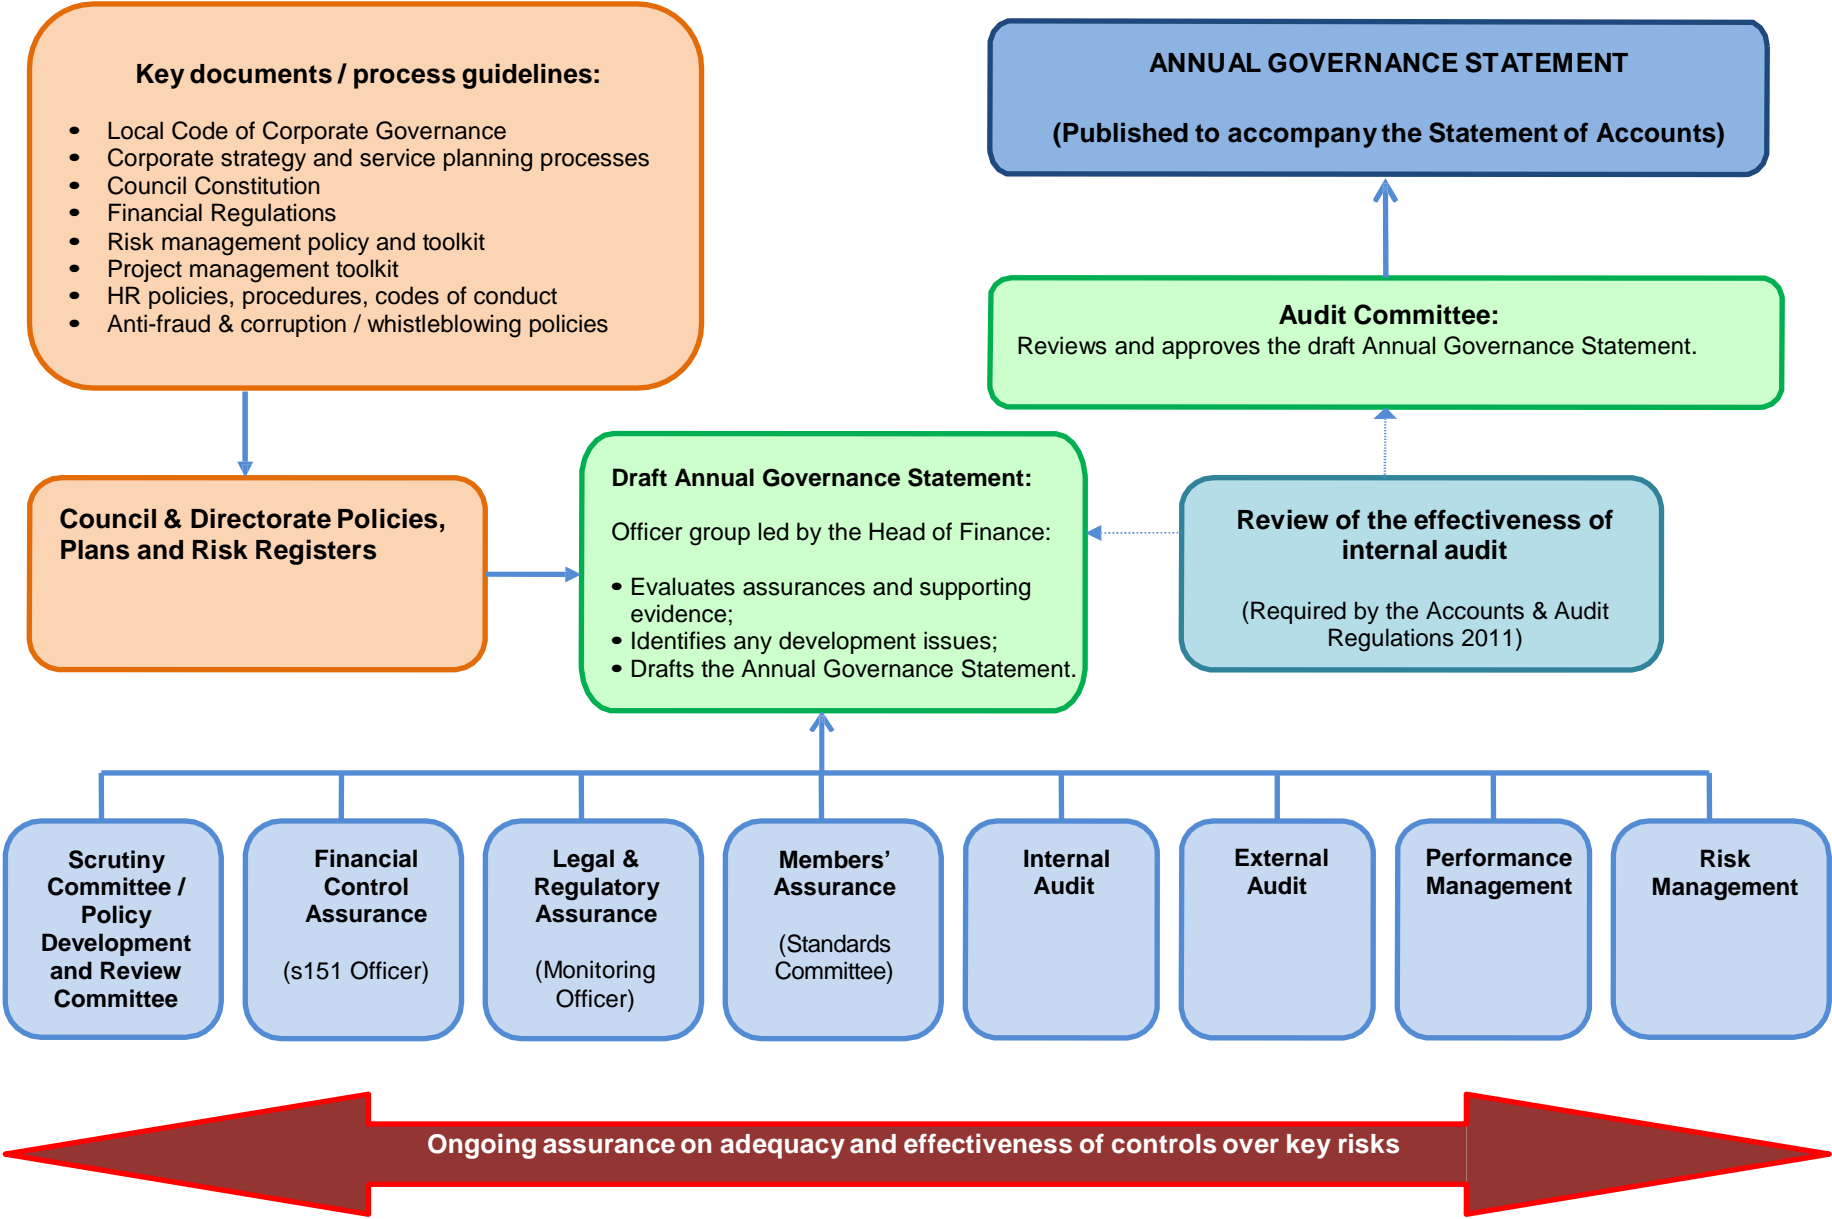 Key documents / process guidelines:
• Local Code of Corporate Governance
• Corporate strategy and service planning processes
• Council Constitution
• Financial Regulations
• Risk management policy and toolkit
• Project management toolkit
• HR policies, procedures, codes of conduct
• Anti-fraud & corruption / whistleblowing policies
ANNUAL GOVERNANCE STATEMENT
(Published to accompany the Statement of Accounts)
Audit Committee:
Reviews and approves the draft Annual Governance Statement.
Council & Directorate Policies,
Plans and Risk Registers
Draft Annual Governance Statement:
Officer group led by the Head of Finance:
• Evaluates assurances and supporting
evidence;
• Identifies any development issues;
• Drafts the Annual Governance Statement.
Review of the effectiveness of
internal audit
(Required by the Accounts & Audit
Regulations 2011)
Scrutiny
Committee /
Policy
Development
and Review
Committee
Financial
Control
Assurance
(s151 Officer)
Legal &
Regulatory
Assurance
(Monitoring
Officer)
Members’
Assurance
(Standards
Committee)
Internal
Audit
External
Audit
Performance
Management
Risk
Management
Ongoing assurance on adequacy and effectiveness of controls over key risks